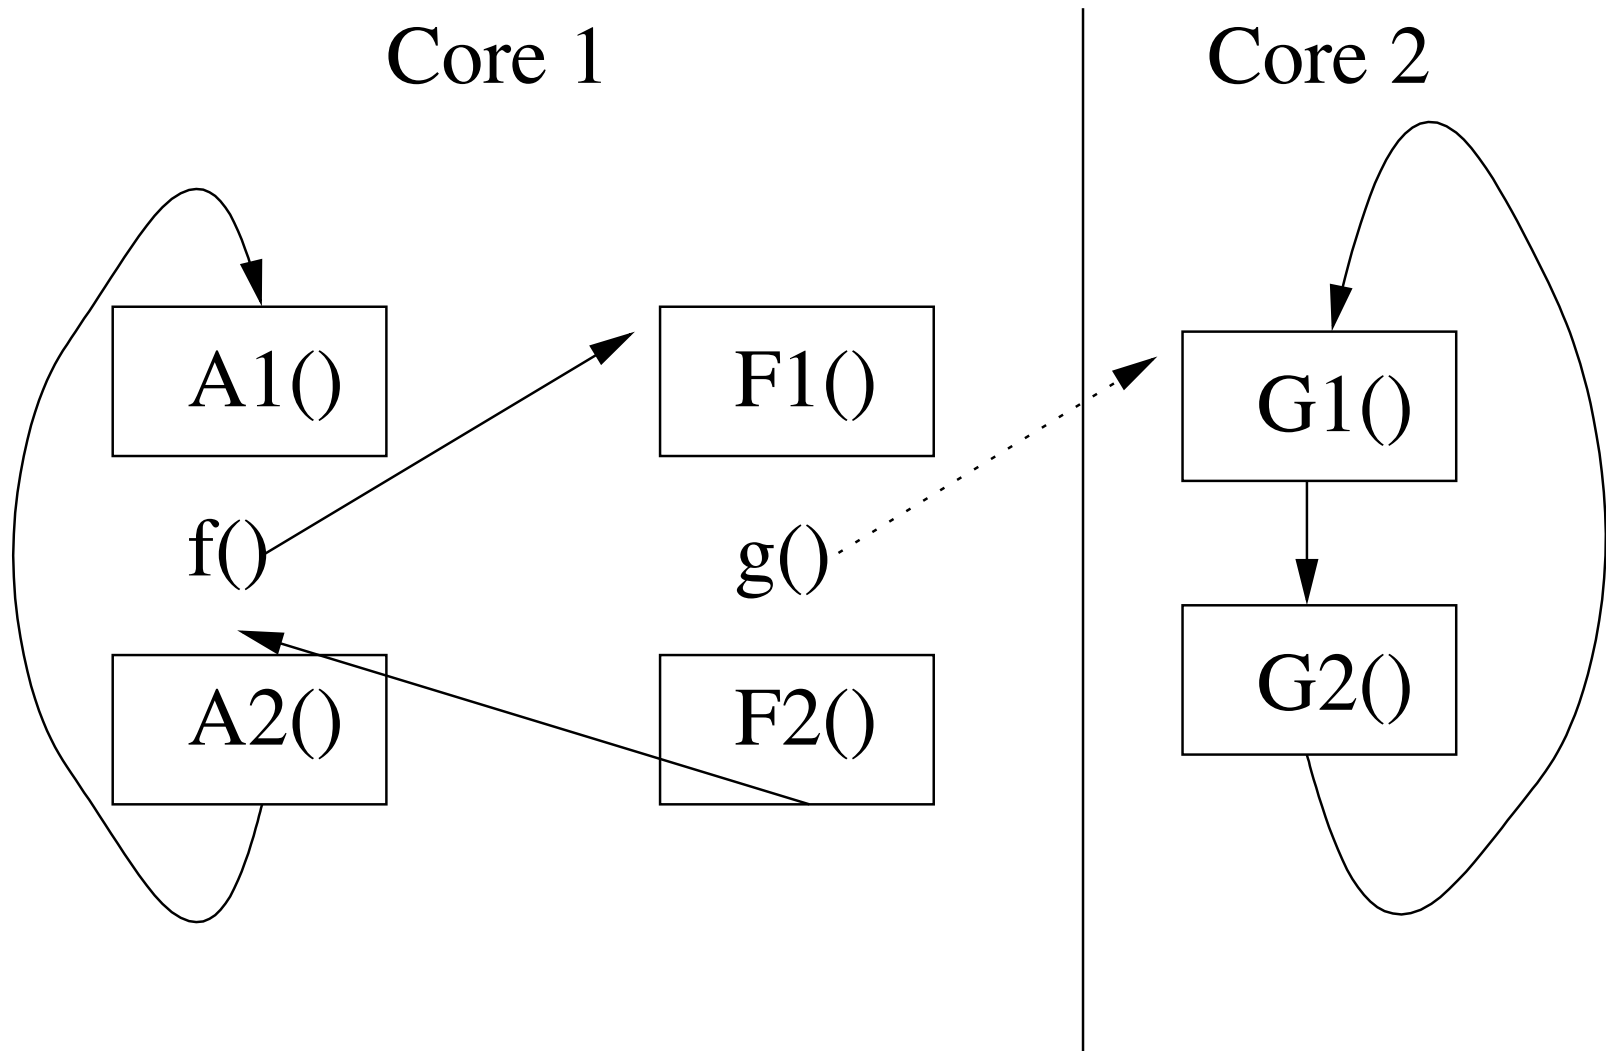 Core 1
Core 2
A1()
F1()
G1()
f()
g()
A2()
F2()
G2()